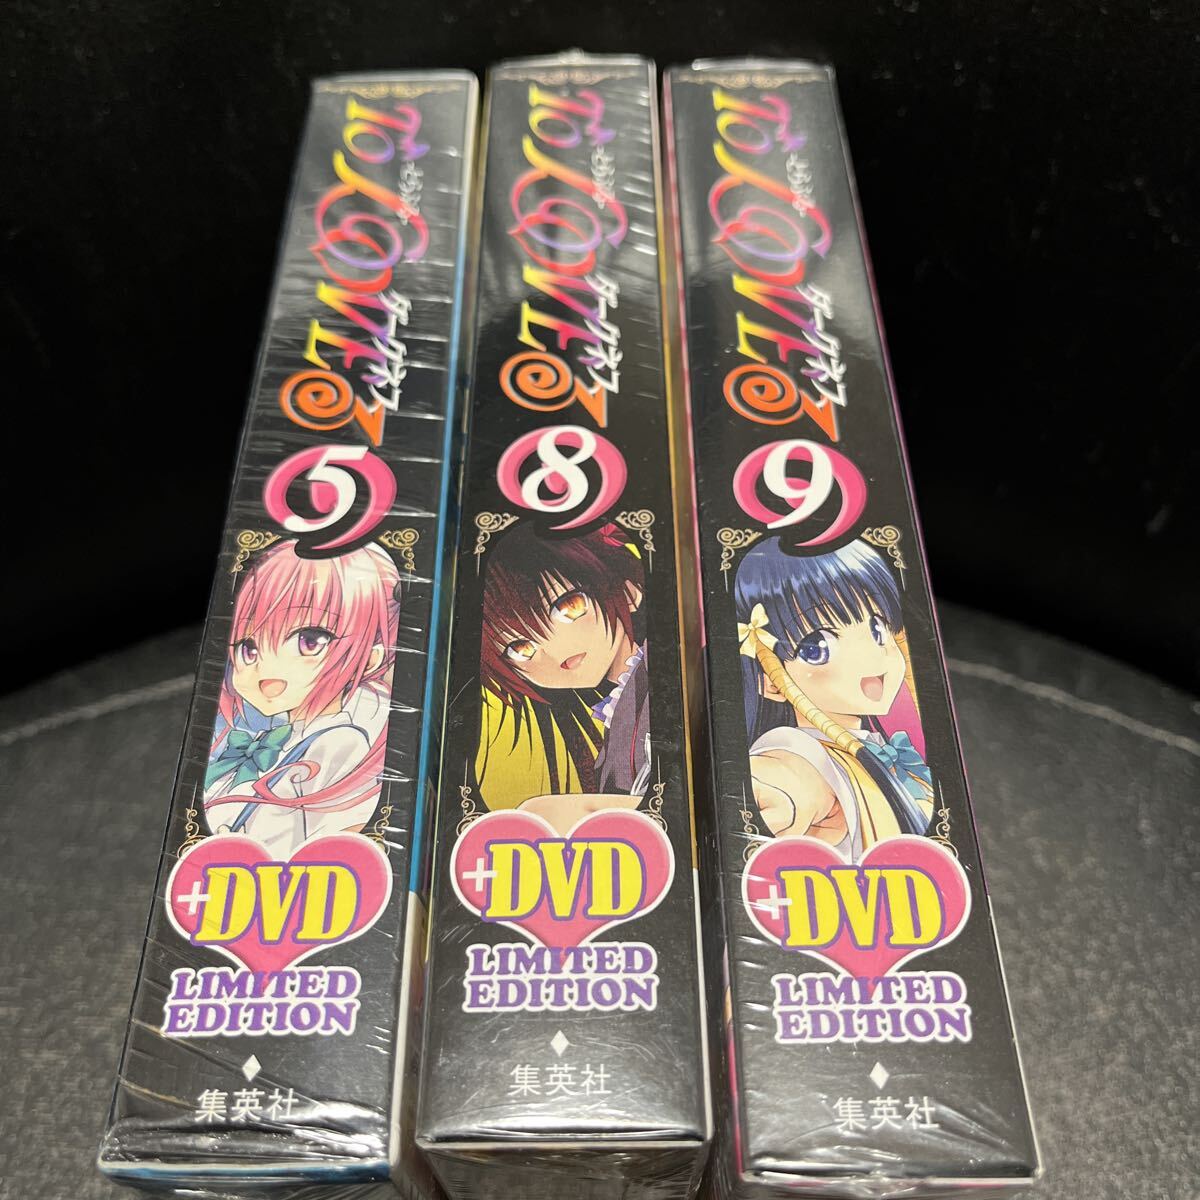 To LOVEる
とらぶる
ダークネス
5
+DVD
LIMITED
EDITION
集英社
To LOVEる
とらぶる
ダークネス
8
+DVD
LIMITED
EDITION
集英社
To LOVEる
とらぶる
ダークネス
9
+DVD
LIMITED
EDITION
集英社